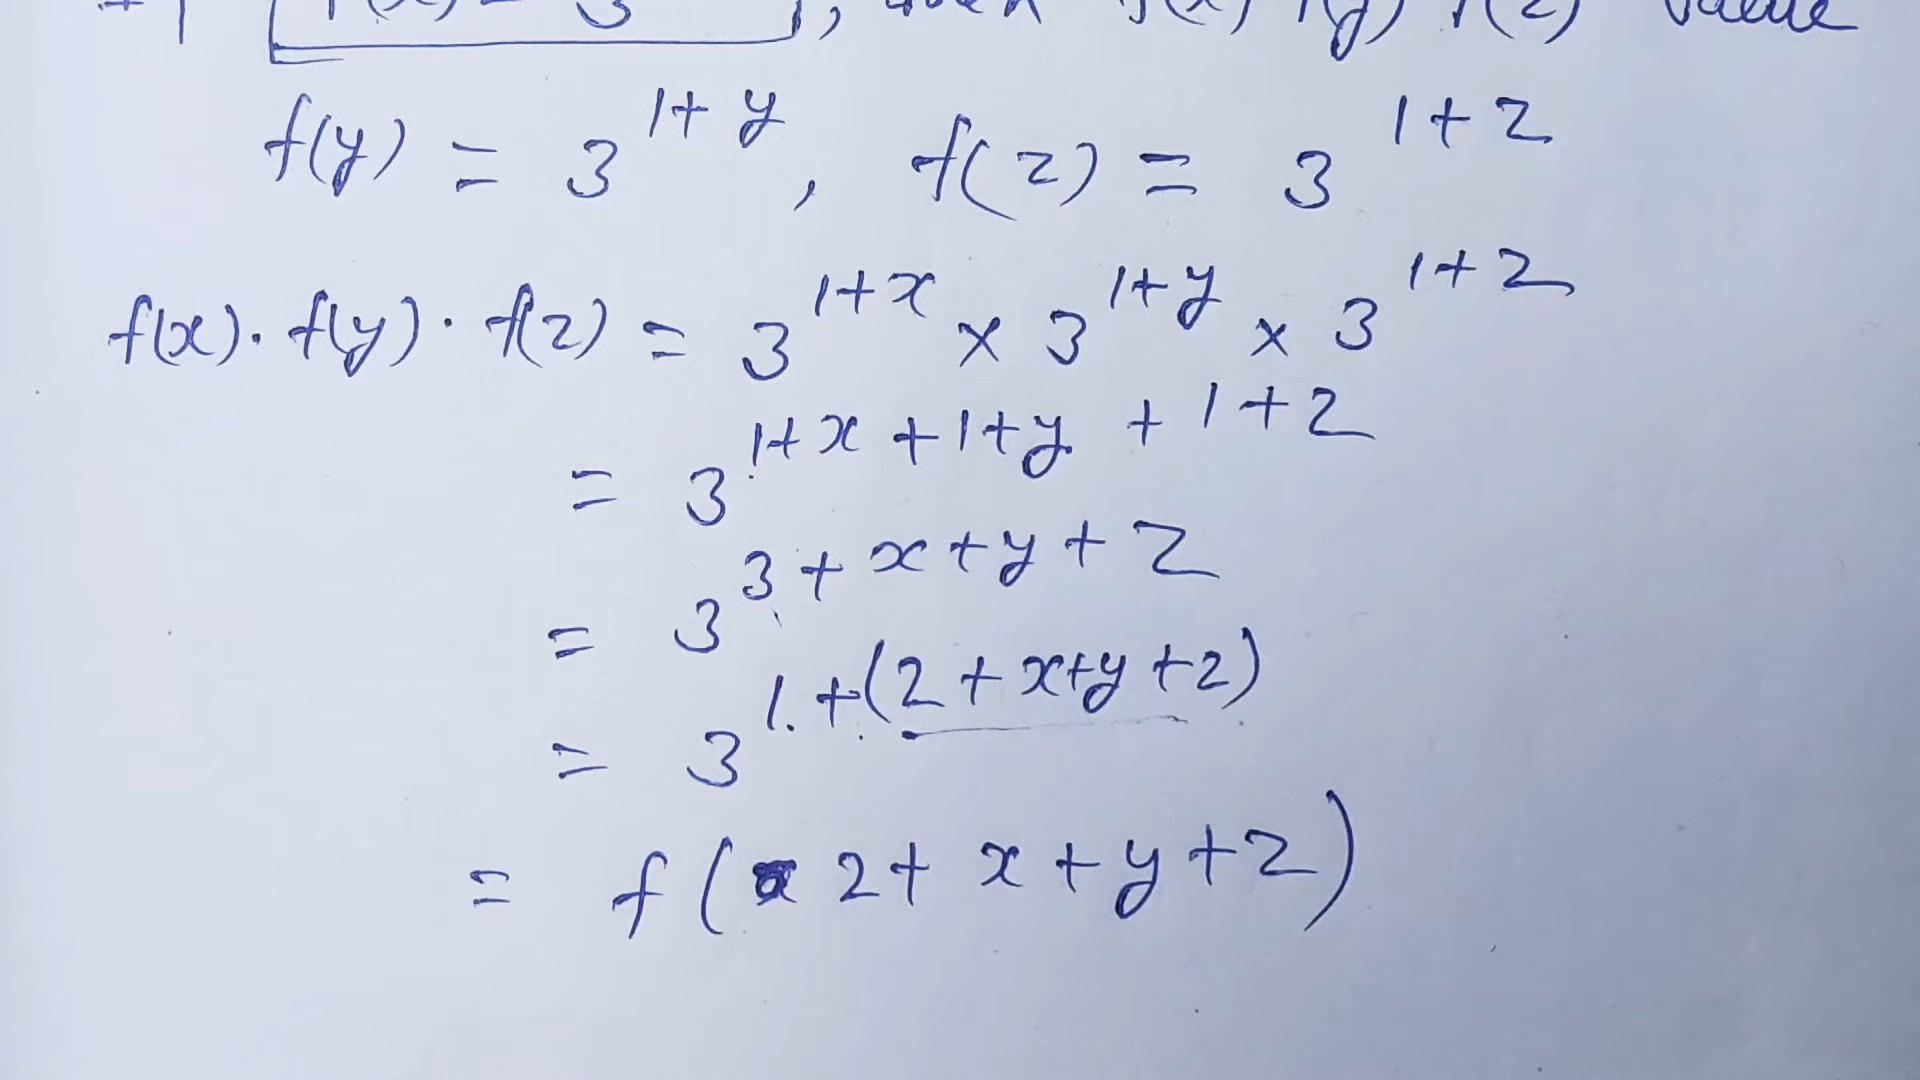 f(y) = 3^{1+y}, f(z) = 3^{1+z}
f(x)·f(y)·f(z) = 3^{1+x} × 3^{1+y} × 3^{1+z}
= 3^{1+x+1+y+1+z}
= 3^{3+x+y+z}
= 3^{1+(2+x+y+z)}
= f(2+x+y+z)